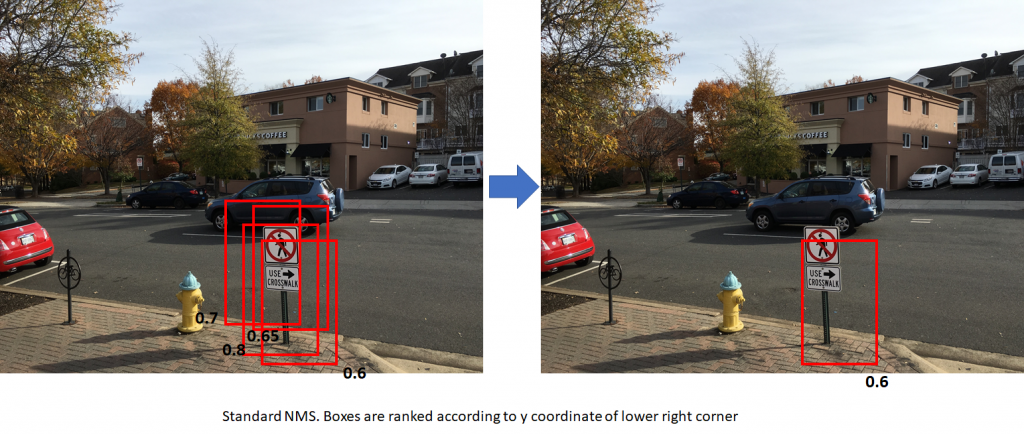 COFFEE
USE
CROSSWALK
0.7
0.65
0.8
0.6
USE
CROSSWALK
COFFEE
0.6
Standard NMS. Boxes are ranked according to y coordinate of lower right corner